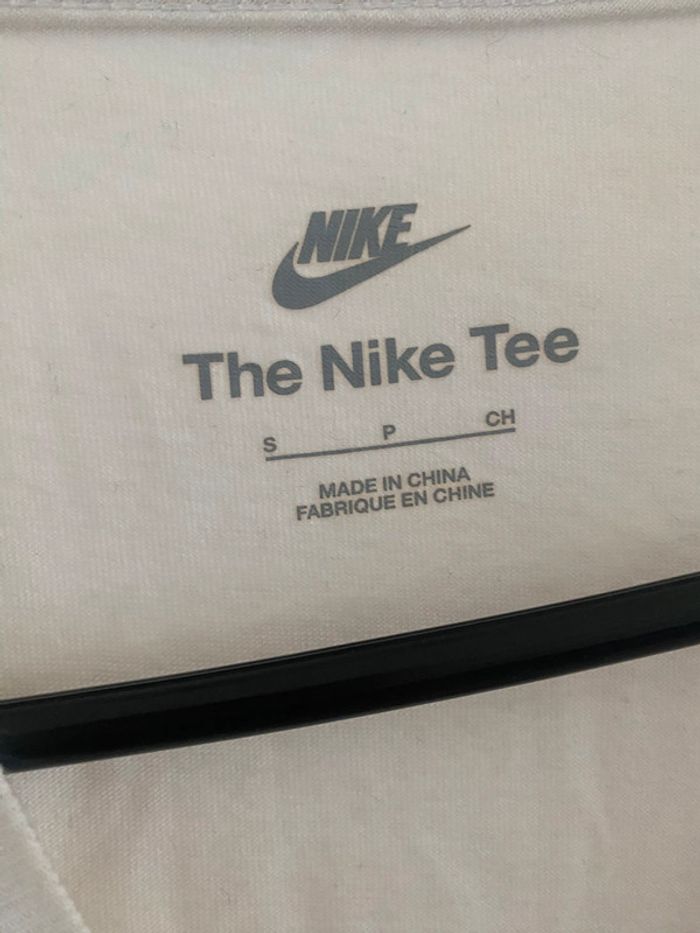 NIKE
The Nike Tee
S P CH
MADE IN CHINA
FABRIQUE EN CHINE